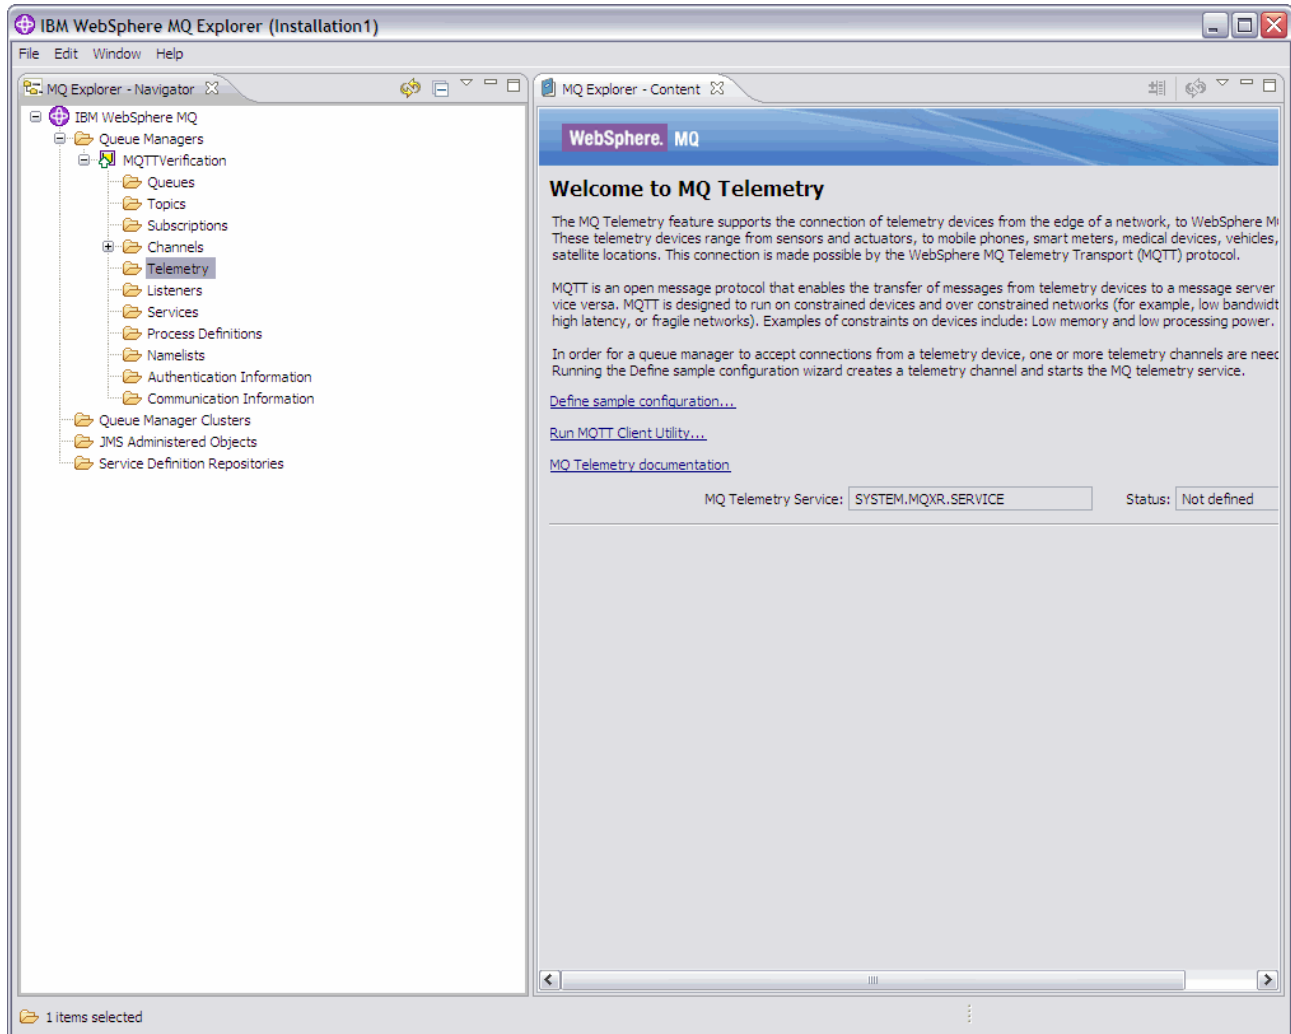 IBM WebSphere MQ Explorer (Installation1)
File Edit Window Help
MQ Explorer - Navigator
IBM WebSphere MQ
Queue Managers
MQTTVerification
Queues
Topics
Subscriptions
Channels
Telemetry
Listeners
Services
Process Definitions
Namelists
Authentication Information
Communication Information
Queue Manager Clusters
JMS Administered Objects
Service Definition Repositories
MQ Explorer - Content
WebSphere. MQ
Welcome to MQ Telemetry
The MQ Telemetry feature supports the connection of telemetry devices from the edge of a network, to WebSphere M
These telemetry devices range from sensors and actuators, to mobile phones, smart meters, medical devices, vehicles,
satellite locations. This connection is made possible by the WebSphere MQ Telemetry Transport (MQTT) protocol.
MQTT is an open message protocol that enables the transfer of messages from telemetry devices to a message server
vice versa. MQTT is designed to run on constrained devices and over constrained networks (for example, low bandwidt
high latency, or fragile networks). Examples of constraints on devices include: Low memory and low processing power.
In order for a queue manager to accept connections from a telemetry device, one or more telemetry channels are need
Running the Define sample configuration wizard creates a telemetry channel and starts the MQ telemetry service.
Define sample configuration...
Run MQTT Client Utility...
MQ Telemetry documentation
MQ Telemetry Service: SYSTEM.MQXR.SERVICE Status: Not defined
1 items selected